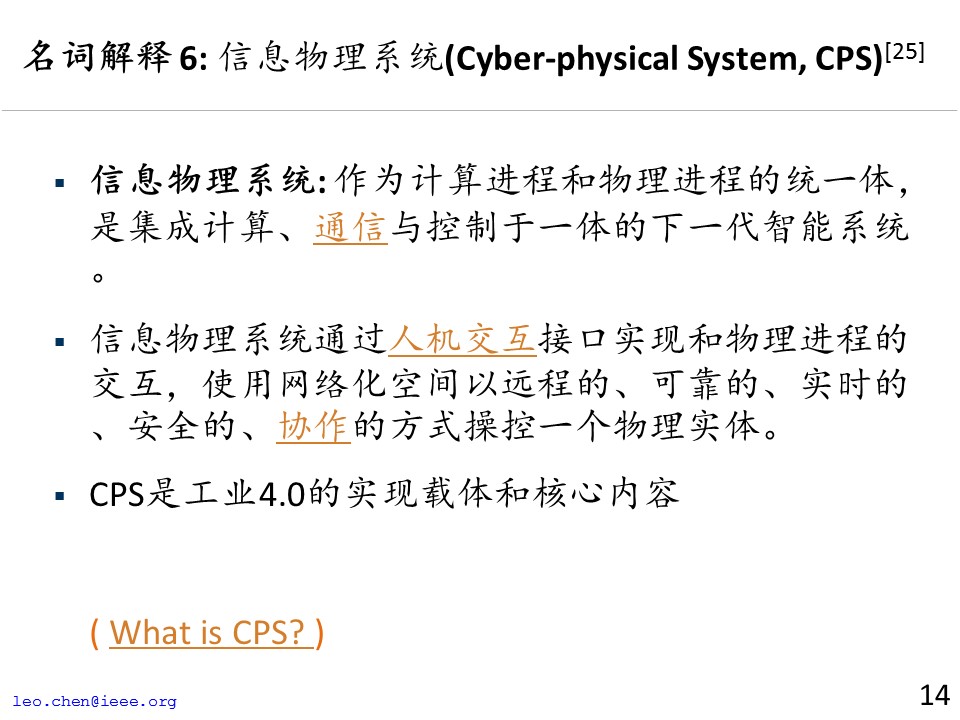 名词解释 6: 信息物理系统(Cyber-physical System, CPS)[25]
▪ 信息物理系统: 作为计算进程和物理进程的统一体，
是集成计算、通信与控制于一体的下一代智能系统
。
▪ 信息物理系统通过人机交互接口实现和物理进程的
交互，使用网络化空间以远程的、可靠的、实时的
、安全的、协作的方式操控一个物理实体。
▪ CPS是工业4.0的实现载体和核心内容
( What is CPS? )
leo.chen@ieee.org
14